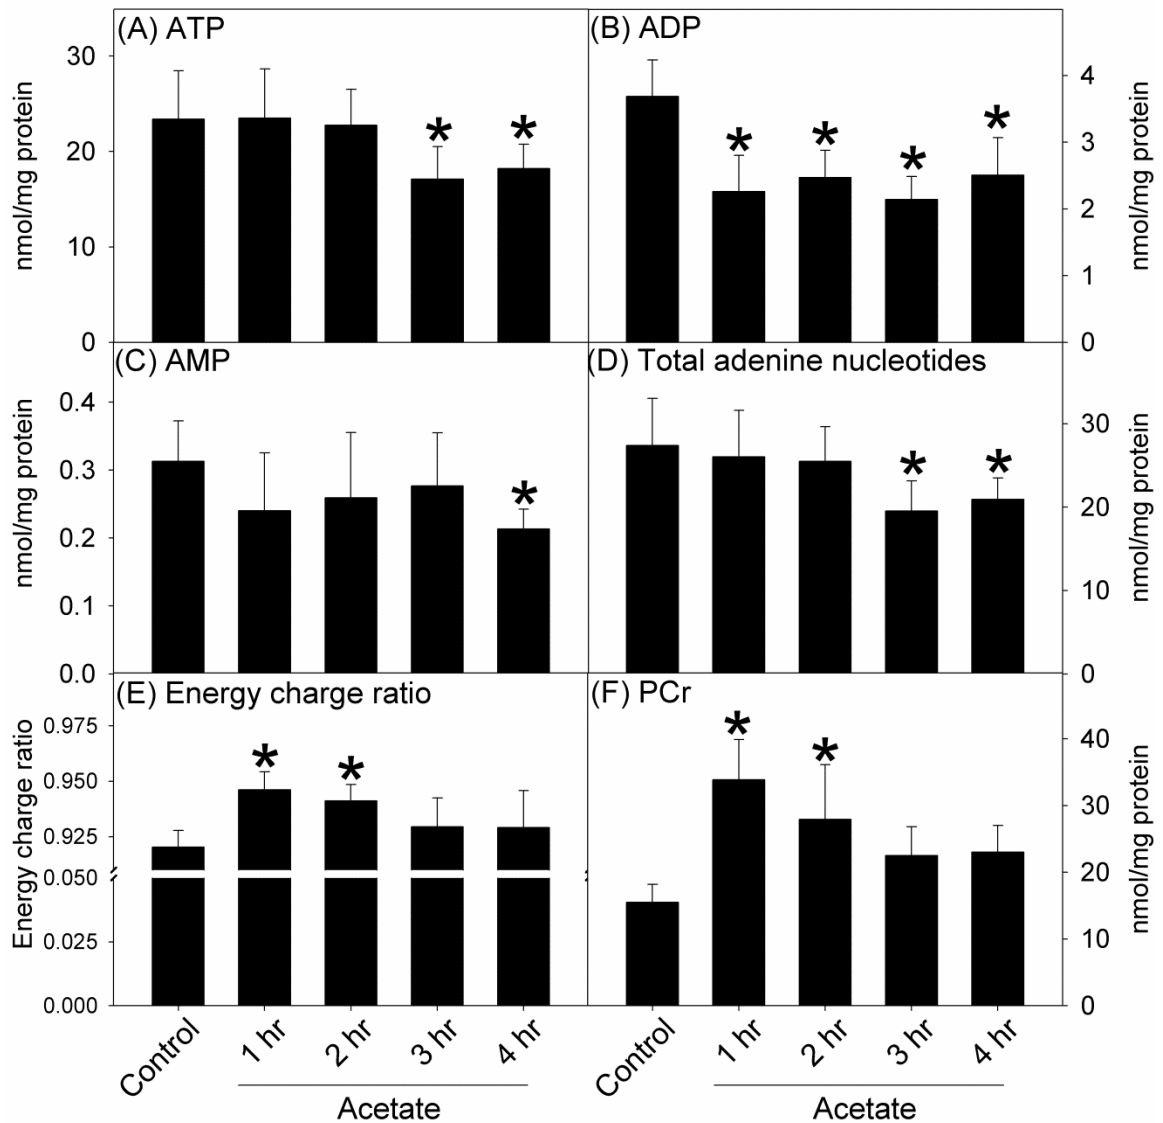 (A) ATP
(B) ADP
30
20
10
0
nmol/mg protein
*
*
*
*
*
*
4
3
2
1
0
nmol/mg protein
(C) AMP
(D) Total adenine nucleotides
0.4
0.3
0.2
0.1
0.0
nmol/mg protein
*
*
*
30
20
10
0
nmol/mg protein
(E) Energy charge ratio
(F) PCr
0.975
0.950
0.925
0.050
0.025
0.000
Energy charge ratio
*
*
*
*
40
30
20
10
0
nmol/mg protein
Control
1 hr
2 hr
3 hr
4 hr
Acetate
Control
1 hr
2 hr
3 hr
4 hr
Acetate